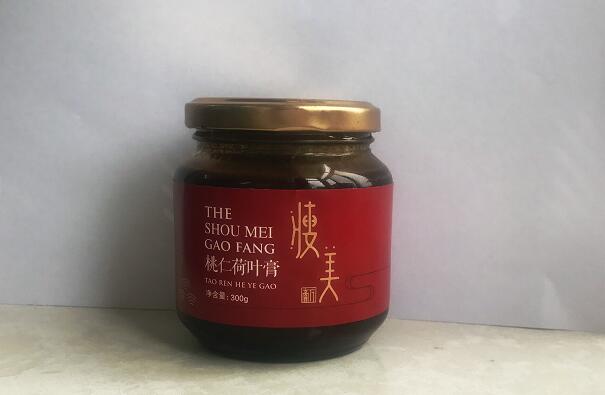 THE
SHOU MEI
GAO FANG
桃仁荷叶膏
TAO REN HE YE GAO
净含量:300g
瘦美